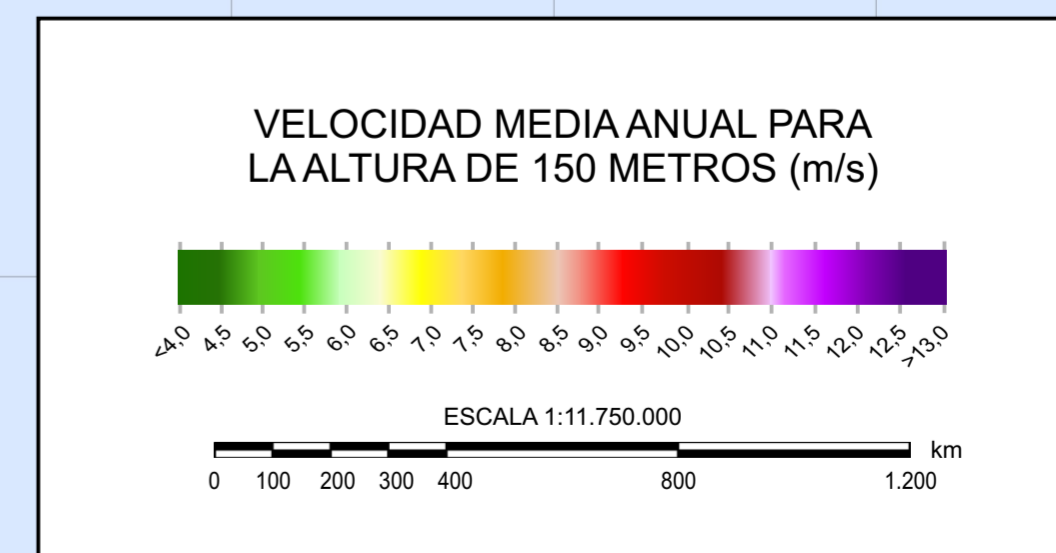 VELOCIDAD MEDIA ANUAL PARA
LA ALTURA DE 150 METROS (m/s)
<4,0 4,5 5,0 5,5 6,0 6,5 7,0 7,5 8,0 8,5 9,0 9,5 10,0 10,5 11,0 11,5 12,0 12,5 >13,0
ESCALA 1:11.750.000
km
0 100 200 300 400 800 1.200